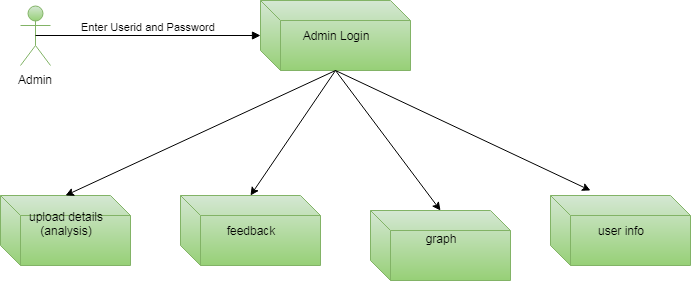 Enter Userid and Password
Admin Login
Admin
upload details
(analysis)
feedback
graph
user info